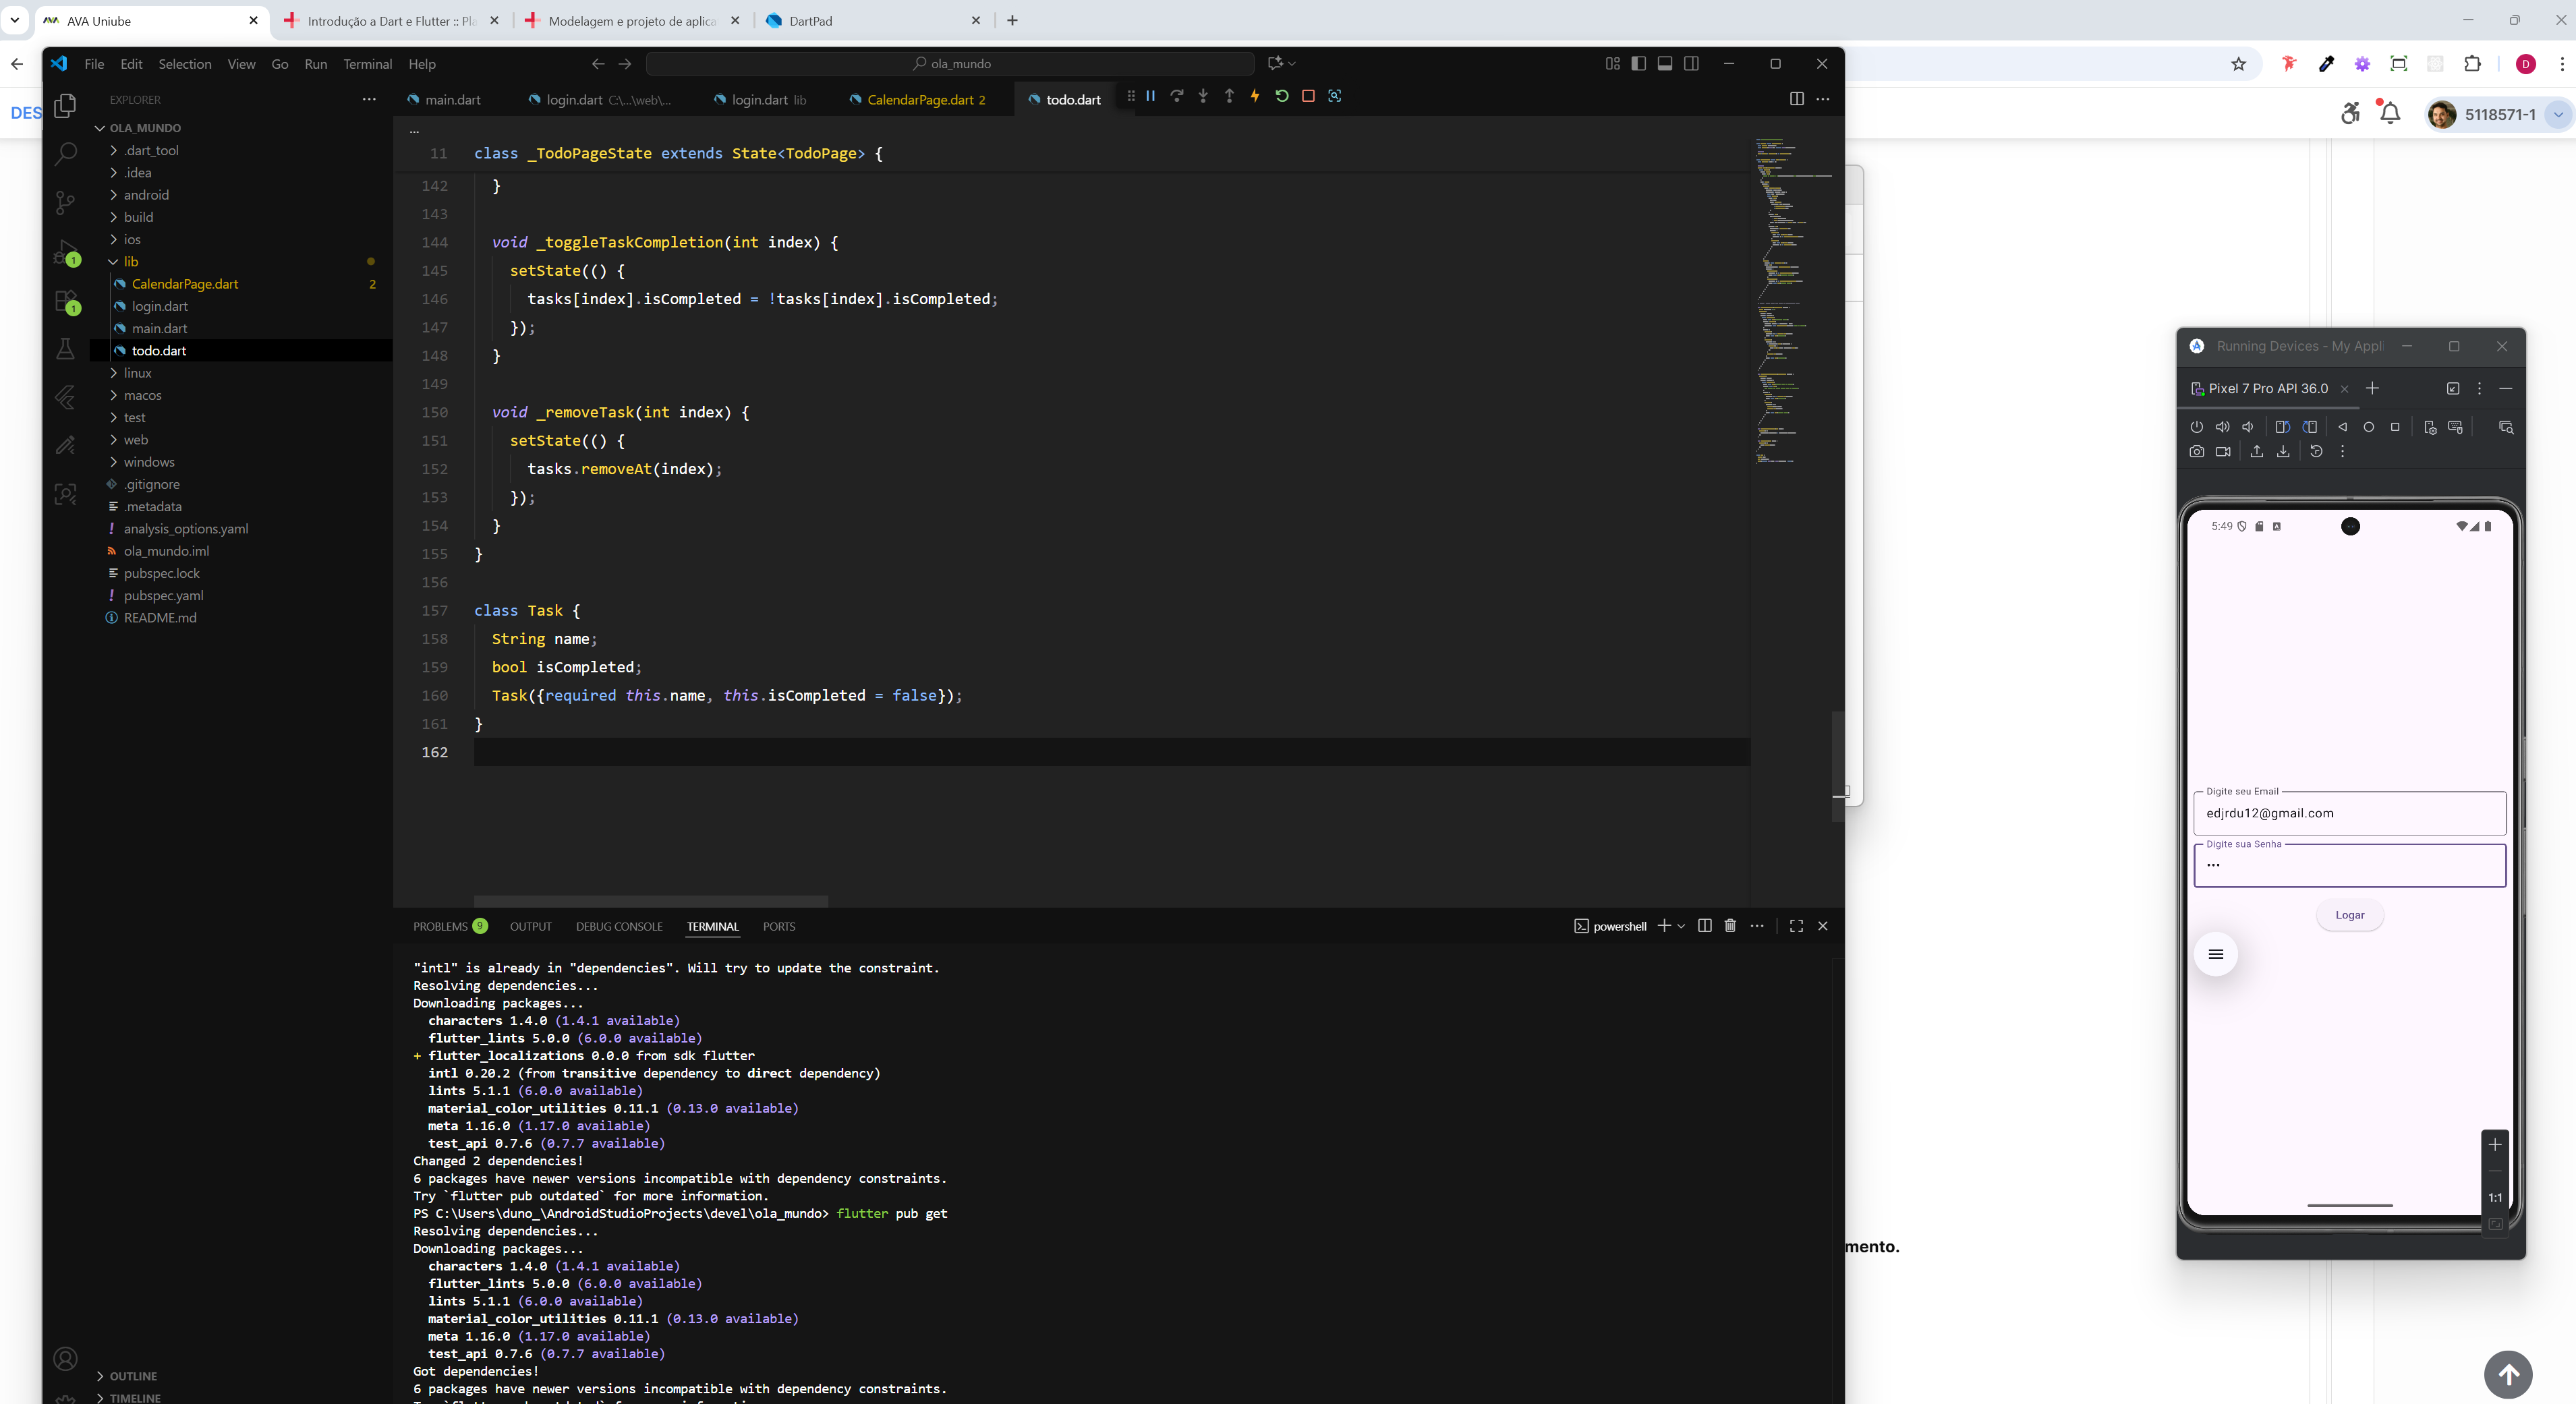 AVA Uniube
Introdução a Dart e Flutter :: Pla
Modelagem e projeto de aplica
DartPad
File Edit Selection View Go Run Terminal Help
ola_mundo
D
DES
5118571-1
EXPLORER
OLA_MUNDO
.dart_tool
.idea
android
build
ios
lib
CalendarPage.dart 2
login.dart
main.dart
todo.dart
linux
macos
test
web
windows
.gitignore
.metadata
analysis_options.yaml
ola_mundo.iml
pubspec.lock
pubspec.yaml
README.md
OUTLINE
TIMELINE
1
1
main.dart
login.dart C:\...\web\...
login.dart lib
CalendarPage.dart 2
todo.dart
...
11 class _TodoPageState extends State<TodoPage> {
142 }
143
144 void _toggleTaskCompletion(int index) {
145 setState(() {
146 tasks[index].isCompleted = !tasks[index].isCompleted;
147 });
148 }
149
150 void _removeTask(int index) {
151 setState(() {
152 tasks.removeAt(index);
153 });
154 }
155 }
156
157 class Task {
158 String name;
159 bool isCompleted;
160 Task({required this.name, this.isCompleted = false});
161 }
162
PROBLEMS 9 OUTPUT DEBUG CONSOLE TERMINAL PORTS
powershell
"intl" is already in "dependencies". Will try to update the constraint.
Resolving dependencies...
Downloading packages...
characters 1.4.0 (1.4.1 available)
flutter_lints 5.0.0 (6.0.0 available)
+ flutter_localizations 0.0.0 from sdk flutter
intl 0.20.2 (from transitive dependency to direct dependency)
lints 5.1.1 (6.0.0 available)
material_color_utilities 0.11.1 (0.13.0 available)
meta 1.16.0 (1.17.0 available)
test_api 0.7.6 (0.7.7 available)
Changed 2 dependencies!
6 packages have newer versions incompatible with dependency constraints.
Try `flutter pub outdated` for more information.
PS C:\Users\duno_\AndroidStudioProjects\devel\ola_mundo> flutter pub get
Resolving dependencies...
Downloading packages...
characters 1.4.0 (1.4.1 available)
flutter_lints 5.0.0 (6.0.0 available)
lints 5.1.1 (6.0.0 available)
material_color_utilities 0.11.1 (0.13.0 available)
meta 1.16.0 (1.17.0 available)
test_api 0.7.6 (0.7.7 available)
Got dependencies!
6 packages have newer versions incompatible with dependency constraints.
mento.
Running Devices - My Appli
Pixel 7 Pro API 36.0
5:49
Digite seu Email
edjrdu12@gmail.com
Digite sua Senha
•••
Logar
1:1